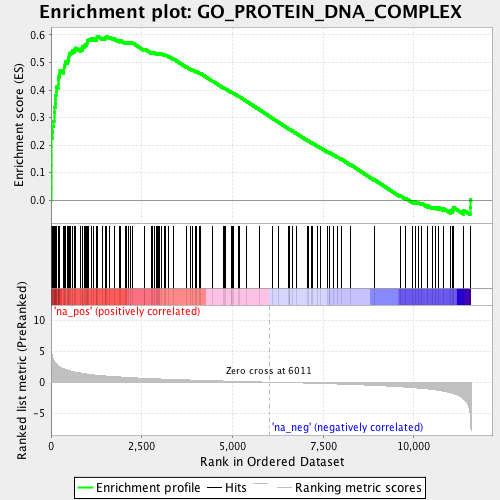 Enrichment plot: GO_PROTEIN_DNA_COMPLEX
Enrichment score (ES)
0.6
0.5
0.4
0.3
0.2
0.1
0.0
'na_pos' (positively correlated)
Ranked list metric (PreRanked)
10
5
0
-5
Zero cross at 6011
'na_neg' (negatively correlated)
0 2,500 5,000 7,500 10,000
Rank in Ordered Dataset
Enrichment profile Hits Ranking metric scores